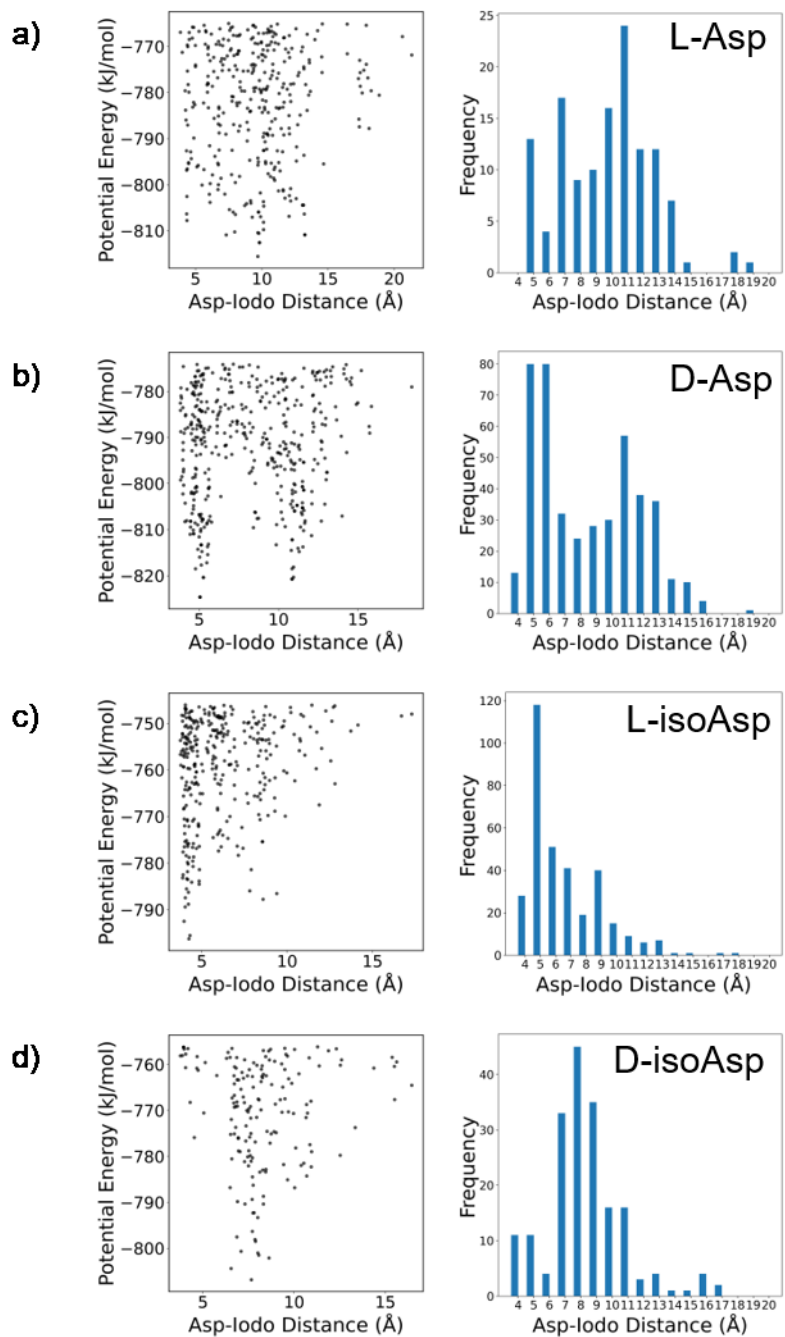 a)
Potential Energy (kJ/mol)
−770
−780
−790
−800
−810
5 10 15 20
Asp-Iodo Distance (Å)
L-Asp
Frequency
25
20
15
10
5
0
4 5 6 7 8 9 10 11 12 13 14 15 16 17 18 19 20
Asp-Iodo Distance (Å)
b)
Potential Energy (kJ/mol)
−780
−790
−800
−810
−820
5 10 15
Asp-Iodo Distance (Å)
D-Asp
Frequency
80
70
60
50
40
30
20
10
0
4 5 6 7 8 9 10 11 12 13 14 15 16 17 18 19 20
Asp-Iodo Distance (Å)
c)
Potential Energy (kJ/mol)
−750
−760
−770
−780
−790
5 10 15
Asp-Iodo Distance (Å)
L-isoAsp
Frequency
120
100
80
60
40
20
0
4 5 6 7 8 9 10 11 12 13 14 15 16 17 18 19 20
Asp-Iodo Distance (Å)
d)
Potential Energy (kJ/mol)
−760
−770
−780
−790
−800
5 10 15
Asp-Iodo Distance (Å)
D-isoAsp
Frequency
40
30
20
10
0
4 5 6 7 8 9 10 11 12 13 14 15 16 17 18 19 20
Asp-Iodo Distance (Å)